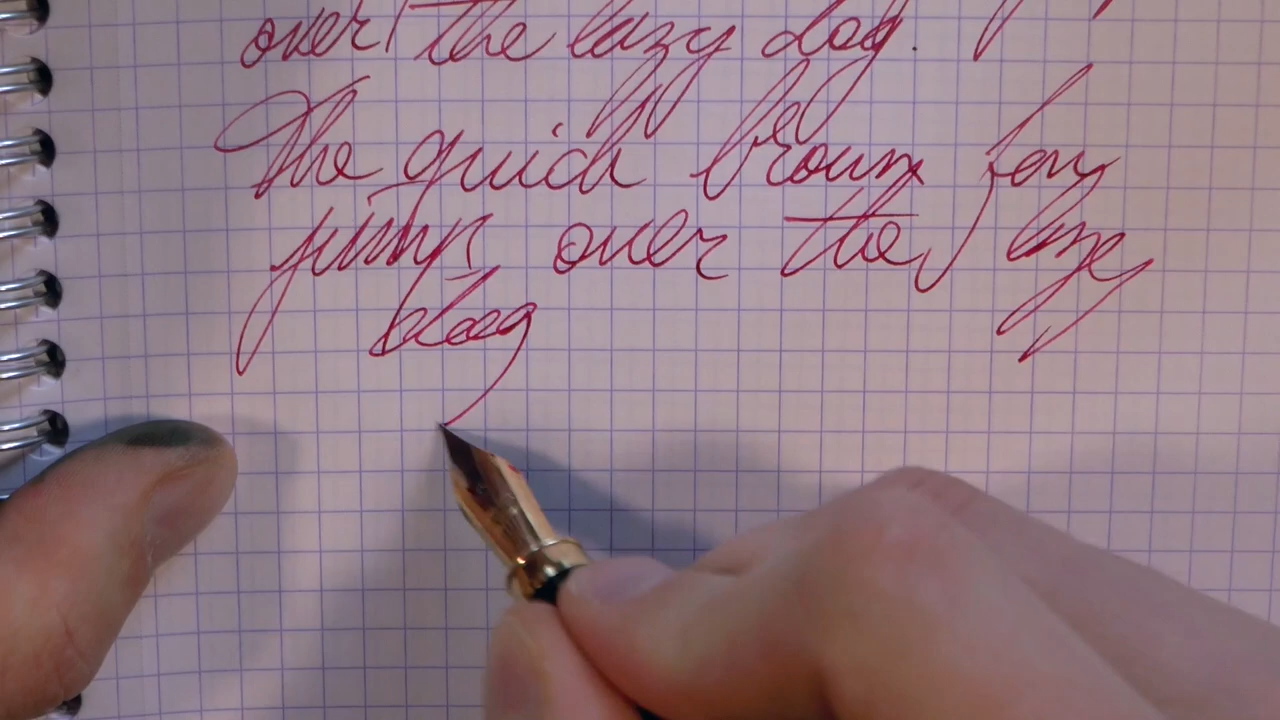 over the lazy dog.
The quick brown fox
jumps over the lazy
dog